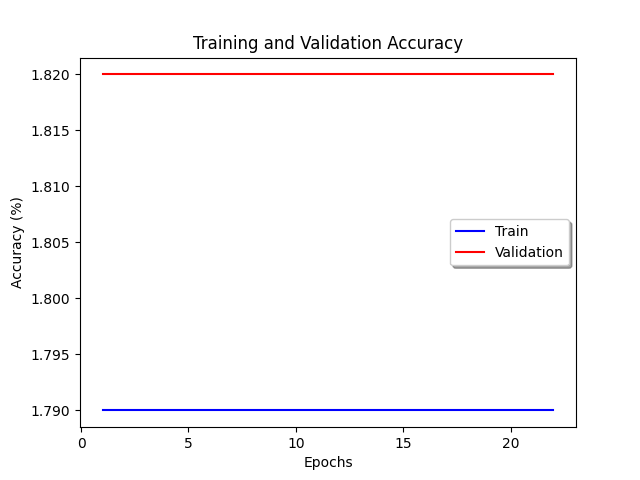 Training and Validation Accuracy
Accuracy (%)
1.820
1.815
1.810
1.805
1.800
1.795
1.790
Train
Validation
0 5 10 15 20
Epochs